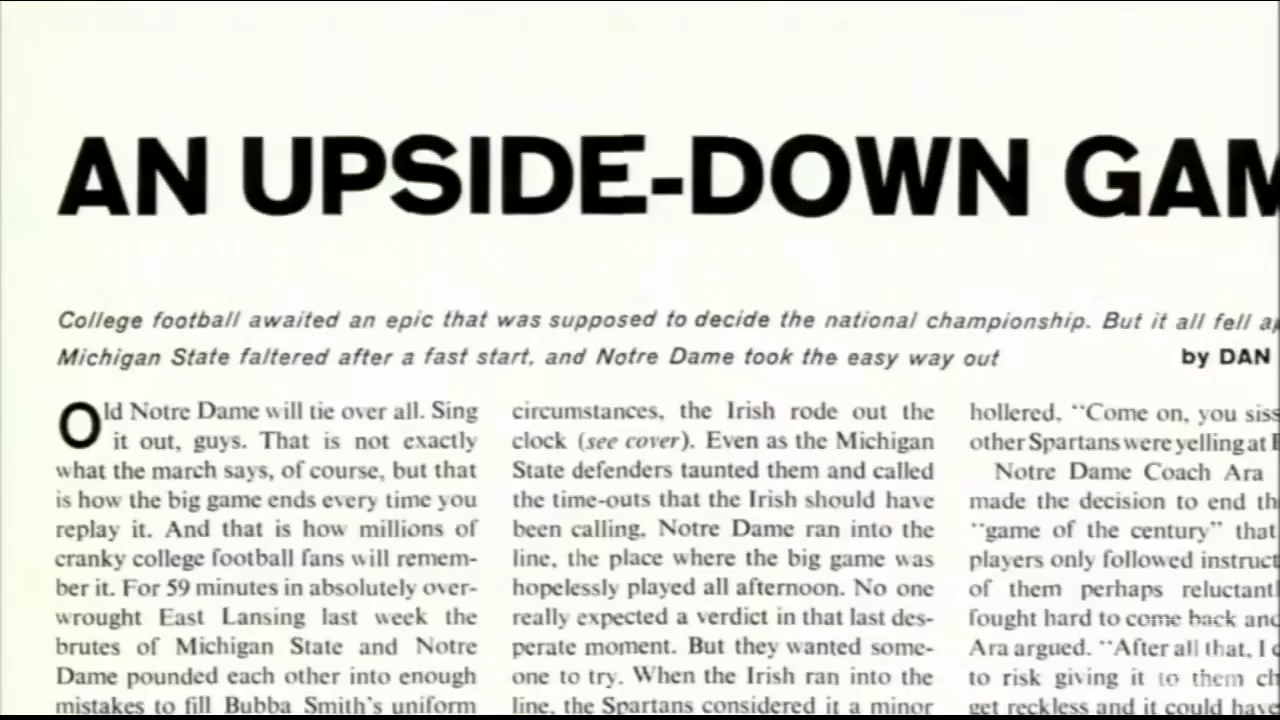 AN UPSIDE-DOWN GAM
College football awaited an epic that was supposed to decide the national championship. But it all fell ap
Michigan State faltered after a fast start, and Notre Dame took the easy way out
by DAN
Old Notre Dame will tie over all. Sing
it out, guys. That is not exactly
what the march says, of course, but that
is how the big game ends every time you
replay it. And that is how millions of
cranky college football fans will remem-
ber it. For 59 minutes in absolutely over-
wrought East Lansing last week the
brutes of Michigan State and Notre
Dame pounded each other into enough
mistakes to fill Bubba Smith's uniform
circumstances, the Irish rode out the
clock (see cover). Even as the Michigan
State defenders taunted them and called
the time-outs that the Irish should have
been calling, Notre Dame ran into the
line, the place where the big game was
hopelessly played all afternoon. No one
really expected a verdict in that last des-
perate moment. But they wanted some-
one to try. When the Irish ran into the
line, the Spartans considered it a minor
hollered, "Come on, you siss
other Spartans were yelling at
Notre Dame Coach Ara
made the decision to end th
"game of the century" that
players only followed instruct
of them perhaps reluctantl
fought hard to come back and
Ara argued. "After all that, I
to risk giving it to them ch
get reckless and it could have